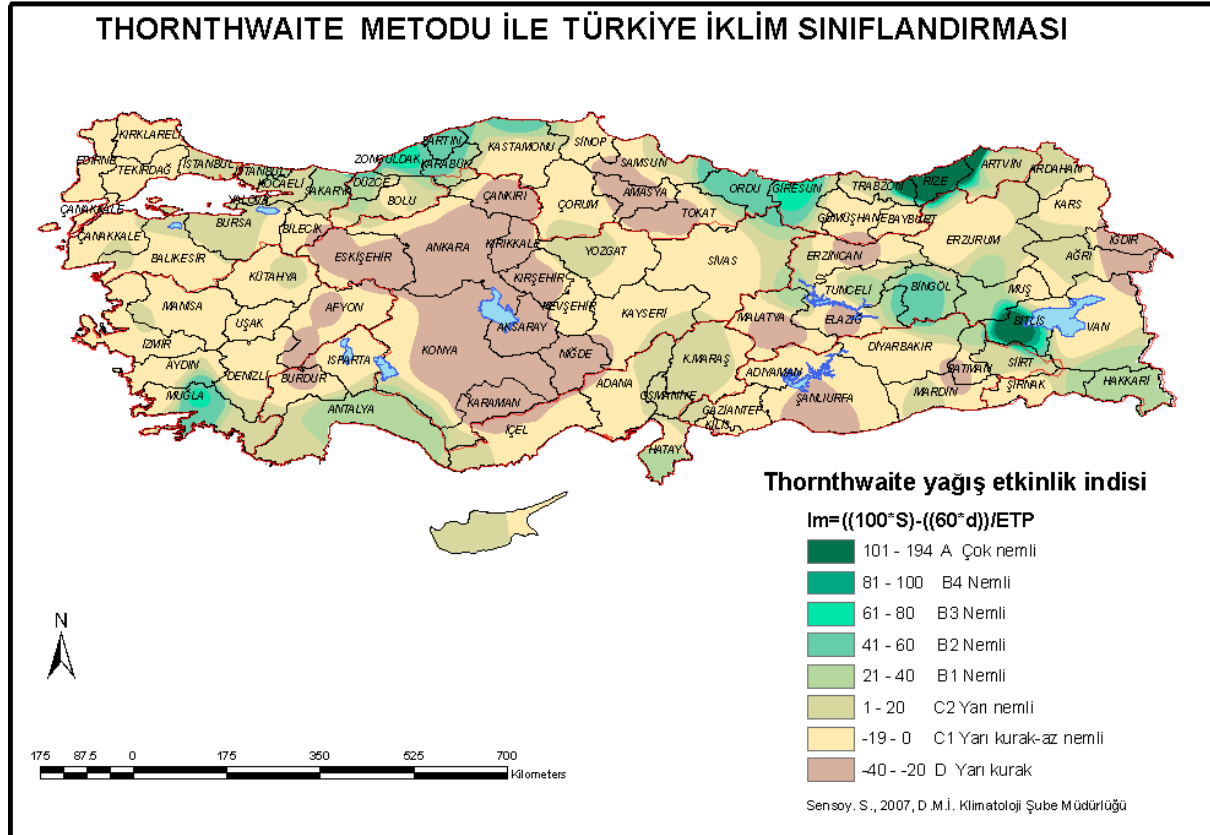 THORNTHWAITE METODU İLE TÜRKİYE İKLİM SINIFLANDIRMASI
KIRKLARELİ
EDİRNE
TEKİRDAĞ
İSTANBUL
İSTANBUL
KOCAELİ
YALOVA
SAKARYA
DÜZCE
ZONGULDAK
BARTIN
KARABÜK
KASTAMONU
SİNOP
SAMSUN
ORDU
GİRESUN
TRABZON
RİZE
ARTVİN
ARDAHAN
ÇANAKKALE
ÇANAKKALE
BALIKESİR
BURSA
BİLECİK
BOLU
ÇANKIRI
ÇORUM
AMASYA
TOKAT
GÜMÜŞHANE
BAYBURT
KARS
ERZURUM
IĞDIR
AĞRI
KÜTAHYA
ESKİŞEHİR
ANKARA
KIRIKKALE
KIRŞEHİR
YOZGAT
SİVAS
ERZİNCAN
TUNCELİ
BİNGÖL
MUŞ
BİTLİS
VAN
MANİSA
UŞAK
AFYON
NEVŞEHİR
AKSARAY
KAYSERİ
MALATYA
ELAZIĞ
DİYARBAKIR
İZMİR
AYDIN
DENİZLİ
ISPARTA
BURDUR
KONYA
NİĞDE
ADANA
K.MARAŞ
ADIYAMAN
BATMAN
SİİRT
ŞIRNAK
HAKKARİ
MUĞLA
ANTALYA
KARAMAN
İÇEL
OSMANİYE
GAZİANTEP
KİLİS
ŞANLIURFA
MARDİN
HATAY
Thornthwaite yağış etkinlik indisi
Im=((100*S)-((60*d))/ETP
101 - 194 A Çok nemli
81 - 100 B4 Nemli
61 - 80 B3 Nemli
41 - 60 B2 Nemli
21 - 40 B1 Nemli
1 - 20 C2 Yarı nemli
-19 - 0 C1 Yarı kurak-az nemli
-40 - -20 D Yarı kurak
Sensoy. S., 2007, D.M.İ. Klimatoloji Şube Müdürlüğü
N
175 87.5 0 175 350 525 700
Kilometers